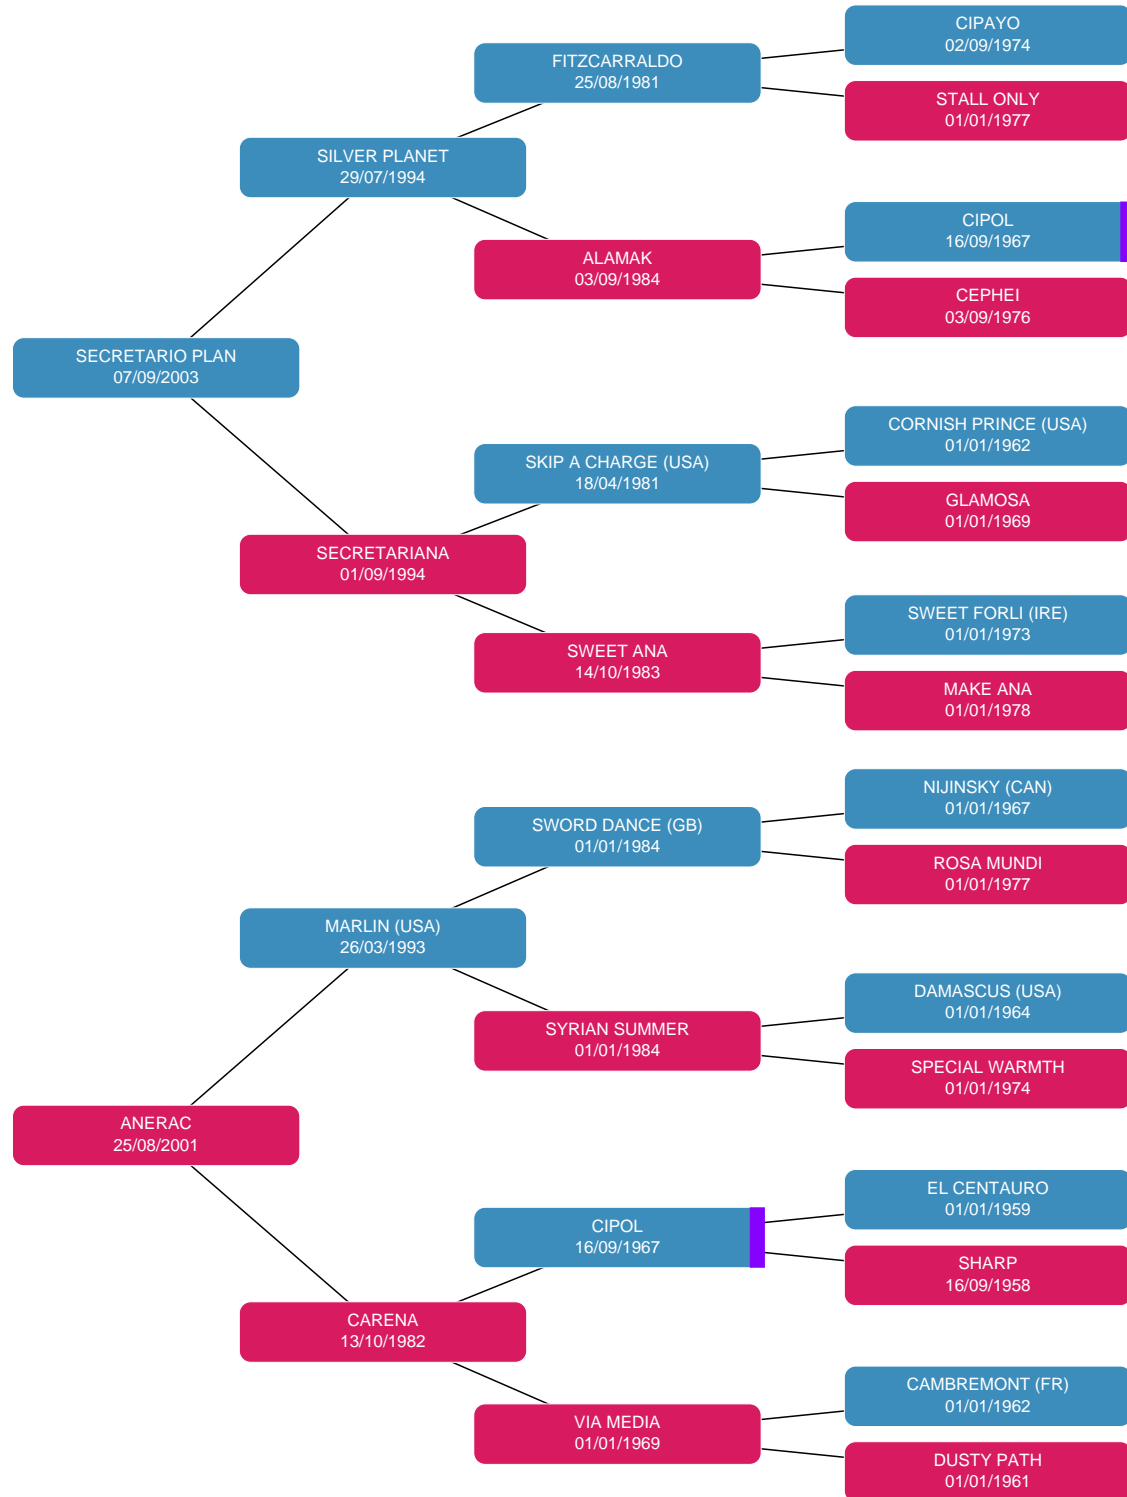 CIPAYO
02/09/1974
FITZCARRALDO
25/08/1981
STALL ONLY
01/01/1977
SILVER PLANET
29/07/1994
CIPOL
16/09/1967
ALAMAK
03/09/1984
CEPHEI
03/09/1976
SECRETARIO PLAN
07/09/2003
CORNISH PRINCE (USA)
01/01/1962
SKIP A CHARGE (USA)
18/04/1981
GLAMOSA
01/01/1969
SECRETARIANA
01/09/1994
SWEET FORLI (IRE)
01/01/1973
SWEET ANA
14/10/1983
MAKE ANA
01/01/1978
NIJINSKY (CAN)
01/01/1967
SWORD DANCE (GB)
01/01/1984
ROSA MUNDI
01/01/1977
MARLIN (USA)
26/03/1993
DAMASCUS (USA)
01/01/1964
SYRIAN SUMMER
01/01/1984
SPECIAL WARMTH
01/01/1974
ANERAC
25/08/2001
EL CENTAURO
01/01/1959
CIPOL
16/09/1967
SHARP
16/09/1958
CARENA
13/10/1982
CAMBREMONT (FR)
01/01/1962
VIA MEDIA
01/01/1969
DUSTY PATH
01/01/1961